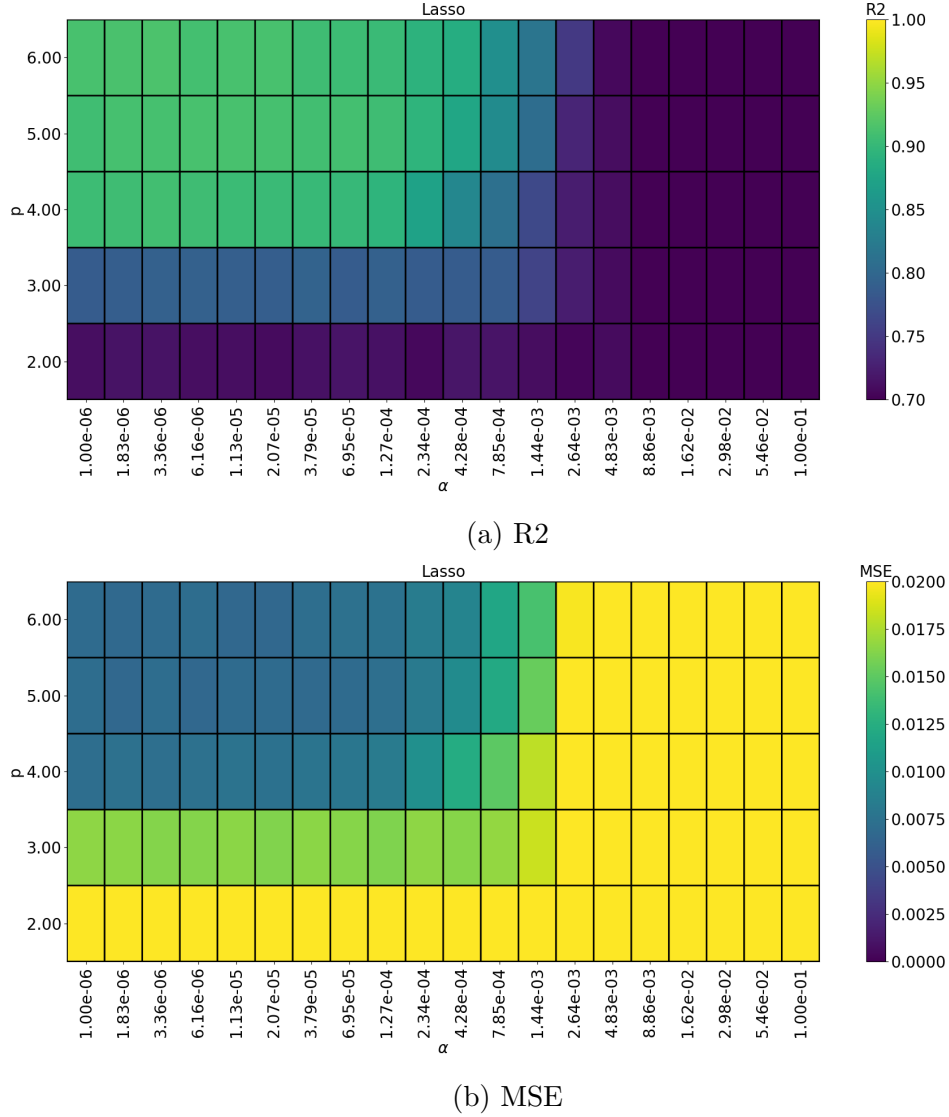 Lasso
R2
6.00
5.00
4.00
3.00
2.00
p
1.00e-06
1.83e-06
3.36e-06
6.16e-06
1.13e-05
2.07e-05
3.79e-05
6.95e-05
1.27e-04
2.34e-04
4.28e-04
7.85e-04
1.44e-03
2.64e-03
4.83e-03
8.86e-03
1.62e-02
2.98e-02
5.46e-02
1.00e-01
α
1.00
0.95
0.90
0.85
0.80
0.75
0.70
(a) R2
Lasso
MSE
6.00
5.00
4.00
3.00
2.00
p
1.00e-06
1.83e-06
3.36e-06
6.16e-06
1.13e-05
2.07e-05
3.79e-05
6.95e-05
1.27e-04
2.34e-04
4.28e-04
7.85e-04
1.44e-03
2.64e-03
4.83e-03
8.86e-03
1.62e-02
2.98e-02
5.46e-02
1.00e-01
α
0.0200
0.0175
0.0150
0.0125
0.0100
0.0075
0.0050
0.0025
0.0000
(b) MSE